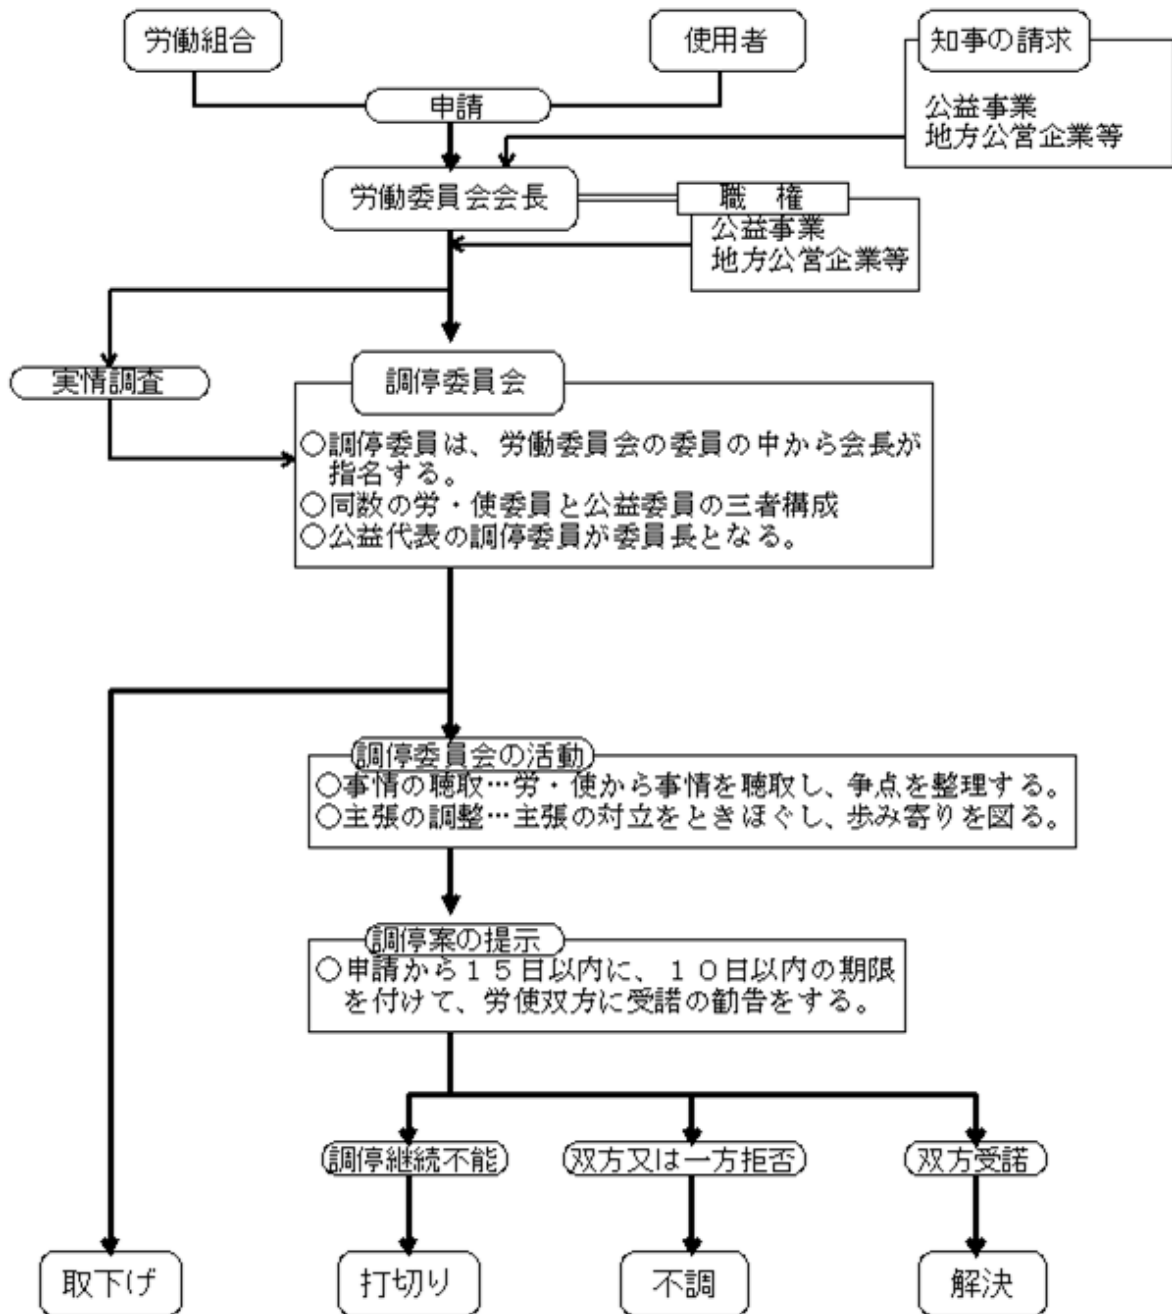 労働組合
使用者
知事の請求
申請
公益事業
地方公営企業等
労働委員会会長
職　権
公益事業
地方公営企業等
実情調査
調停委員会
○調停委員は、労働委員会の委員の中から会長が
指名する。
○同数の労・使委員と公益委員の三者構成
○公益代表の調停委員が委員長となる。
調停委員会の活動
○事情の聴取…労・使から事情を聴取し、争点を整理する。
○主張の調整…主張の対立をときほぐし、歩み寄りを図る。
調停案の提示
○申請から１５日以内に、１０日以内の期限
を付けて、労使双方に受諾の勧告をする。
調停継続不能
双方又は一方拒否
双方受諾
取下げ
打切り
不調
解決